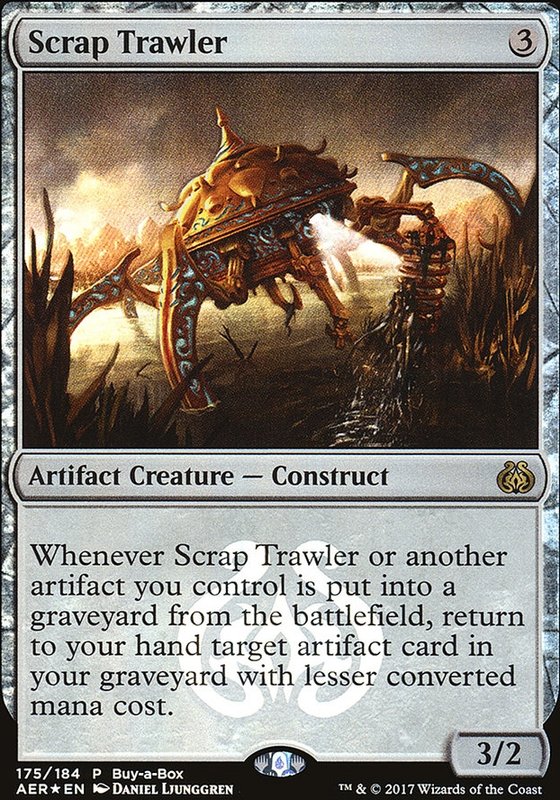 Scrap Trawler 3
Artifact Creature — Construct
Whenever Scrap Trawler or another
artifact you control is put into a
graveyard from the battlefield, return
to your hand target artifact card in
your graveyard with lesser converted
mana cost.
3/2
175/184 P Buy-a-Box
AER★EN Daniel Ljunggren ™ & © 2017 Wizards of the Coast